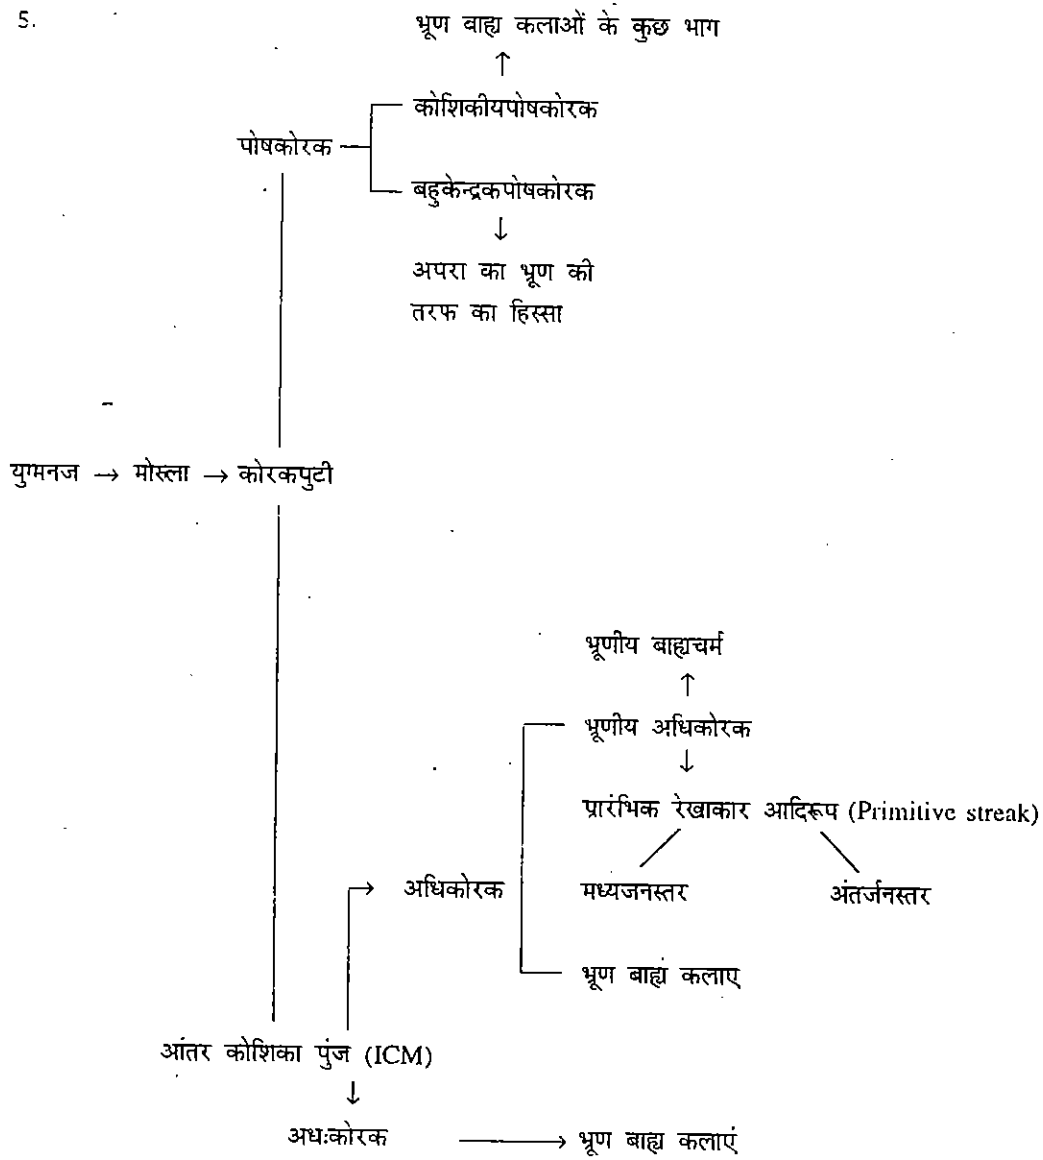 5.
भ्रूण बाह्य कलाओं के कुछ भाग
↑
कोशिकीयपोषकोरक
पोषकोरक
बहुकेन्द्रकपोषकोरक
↓
अपरा का भ्रूण की
तरफ का हिस्सा
युग्मनज → मोरूला → कोरकपुटी
भ्रूणीय बाह्यचर्म
↑
भ्रूणीय अधिकोरक
↓
प्रारंभिक रेखाकार आदिरूप (Primitive streak)
→ अधिकोरक
मध्यजनस्तर अंतर्जनस्तर
भ्रूण बाह्यं कलाए
आंतर कोशिका पुंज (ICM)
↓
अधःकोरक → भ्रूण बाह्य कलाएं